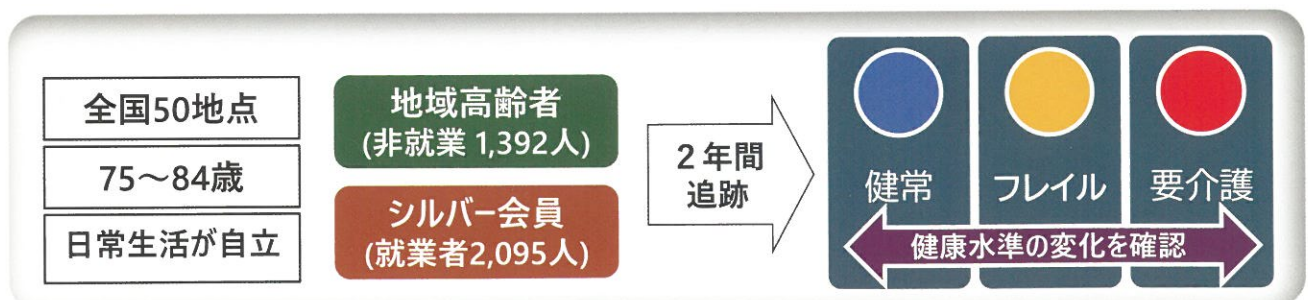 全国50地点
75～84歳
日常生活が自立
地域高齢者
(非就業 1,392人)
シルバー会員
(就業者2,095人)
２年間
追跡
健常
フレイル
要介護
健康水準の変化を確認